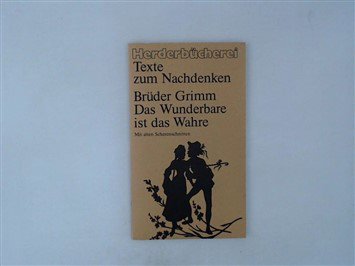 Herderbücherei
Texte
zum Nachdenken
Brüder Grimm
Das Wunderbare
ist das Wahre
Mit alten Scherenschnitten